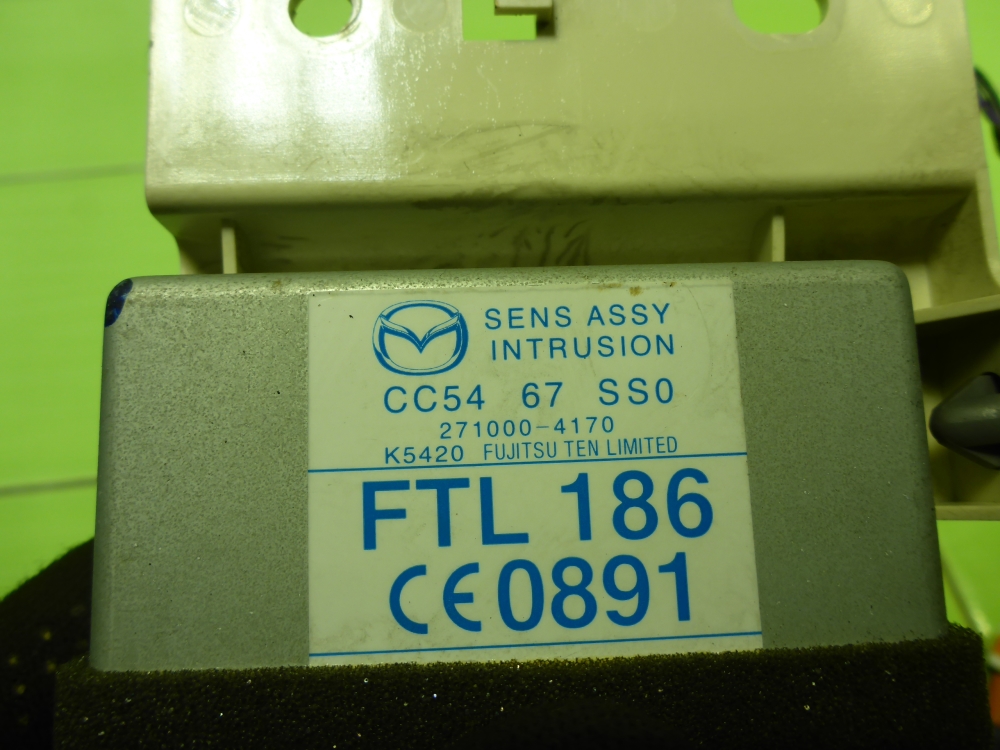 SENS ASSY
INTRUSION
CC54 67 SS0
271000-4170
K5420 FUJITSU TEN LIMITED
FTL 186
CE0891